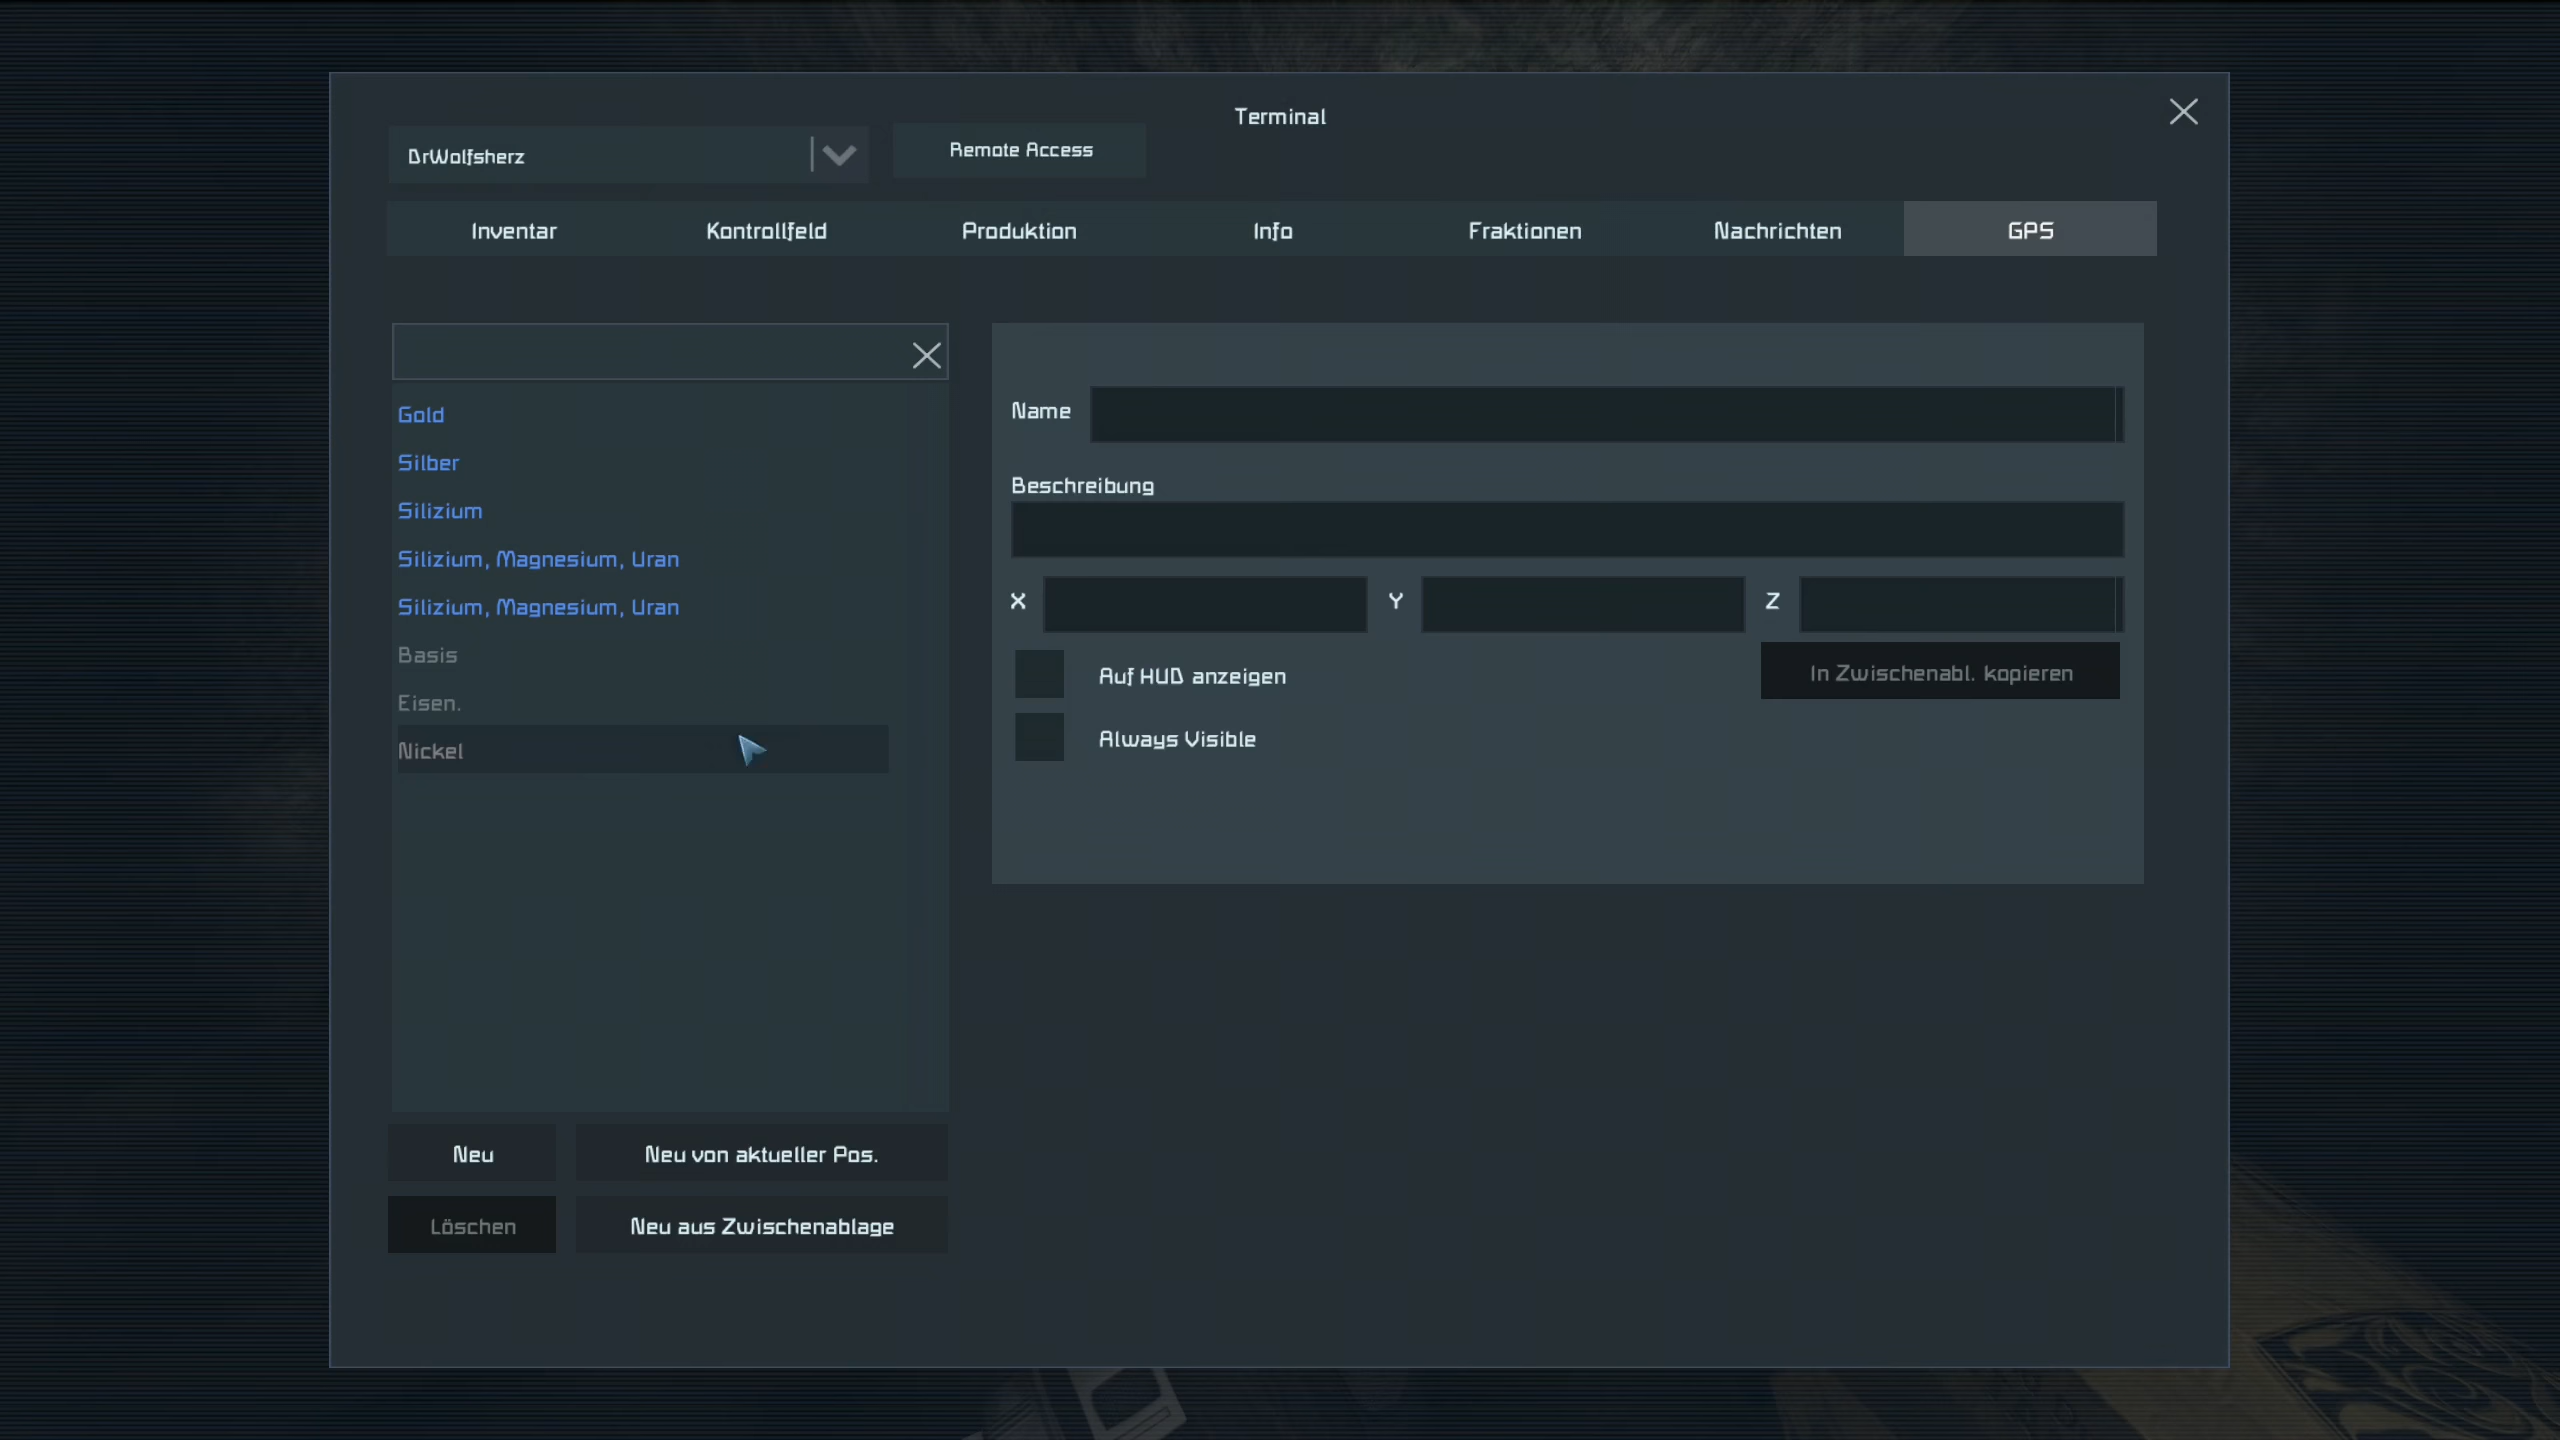 Terminal
DrWolfsherz
Remote Access
Inventar Kontrollfeld Produktion Info Fraktionen Nachrichten GPS
Gold
Silber
Silizium
Silizium, Magnesium, Uran
Silizium, Magnesium, Uran
Basis
Eisen.
Nickel
Neu
Neu von aktueller Pos.
Löschen
Neu aus Zwischenablage
Name
Beschreibung
X Y Z
Auf HUD anzeigen
In Zwischenabl. kopieren
Always Visible